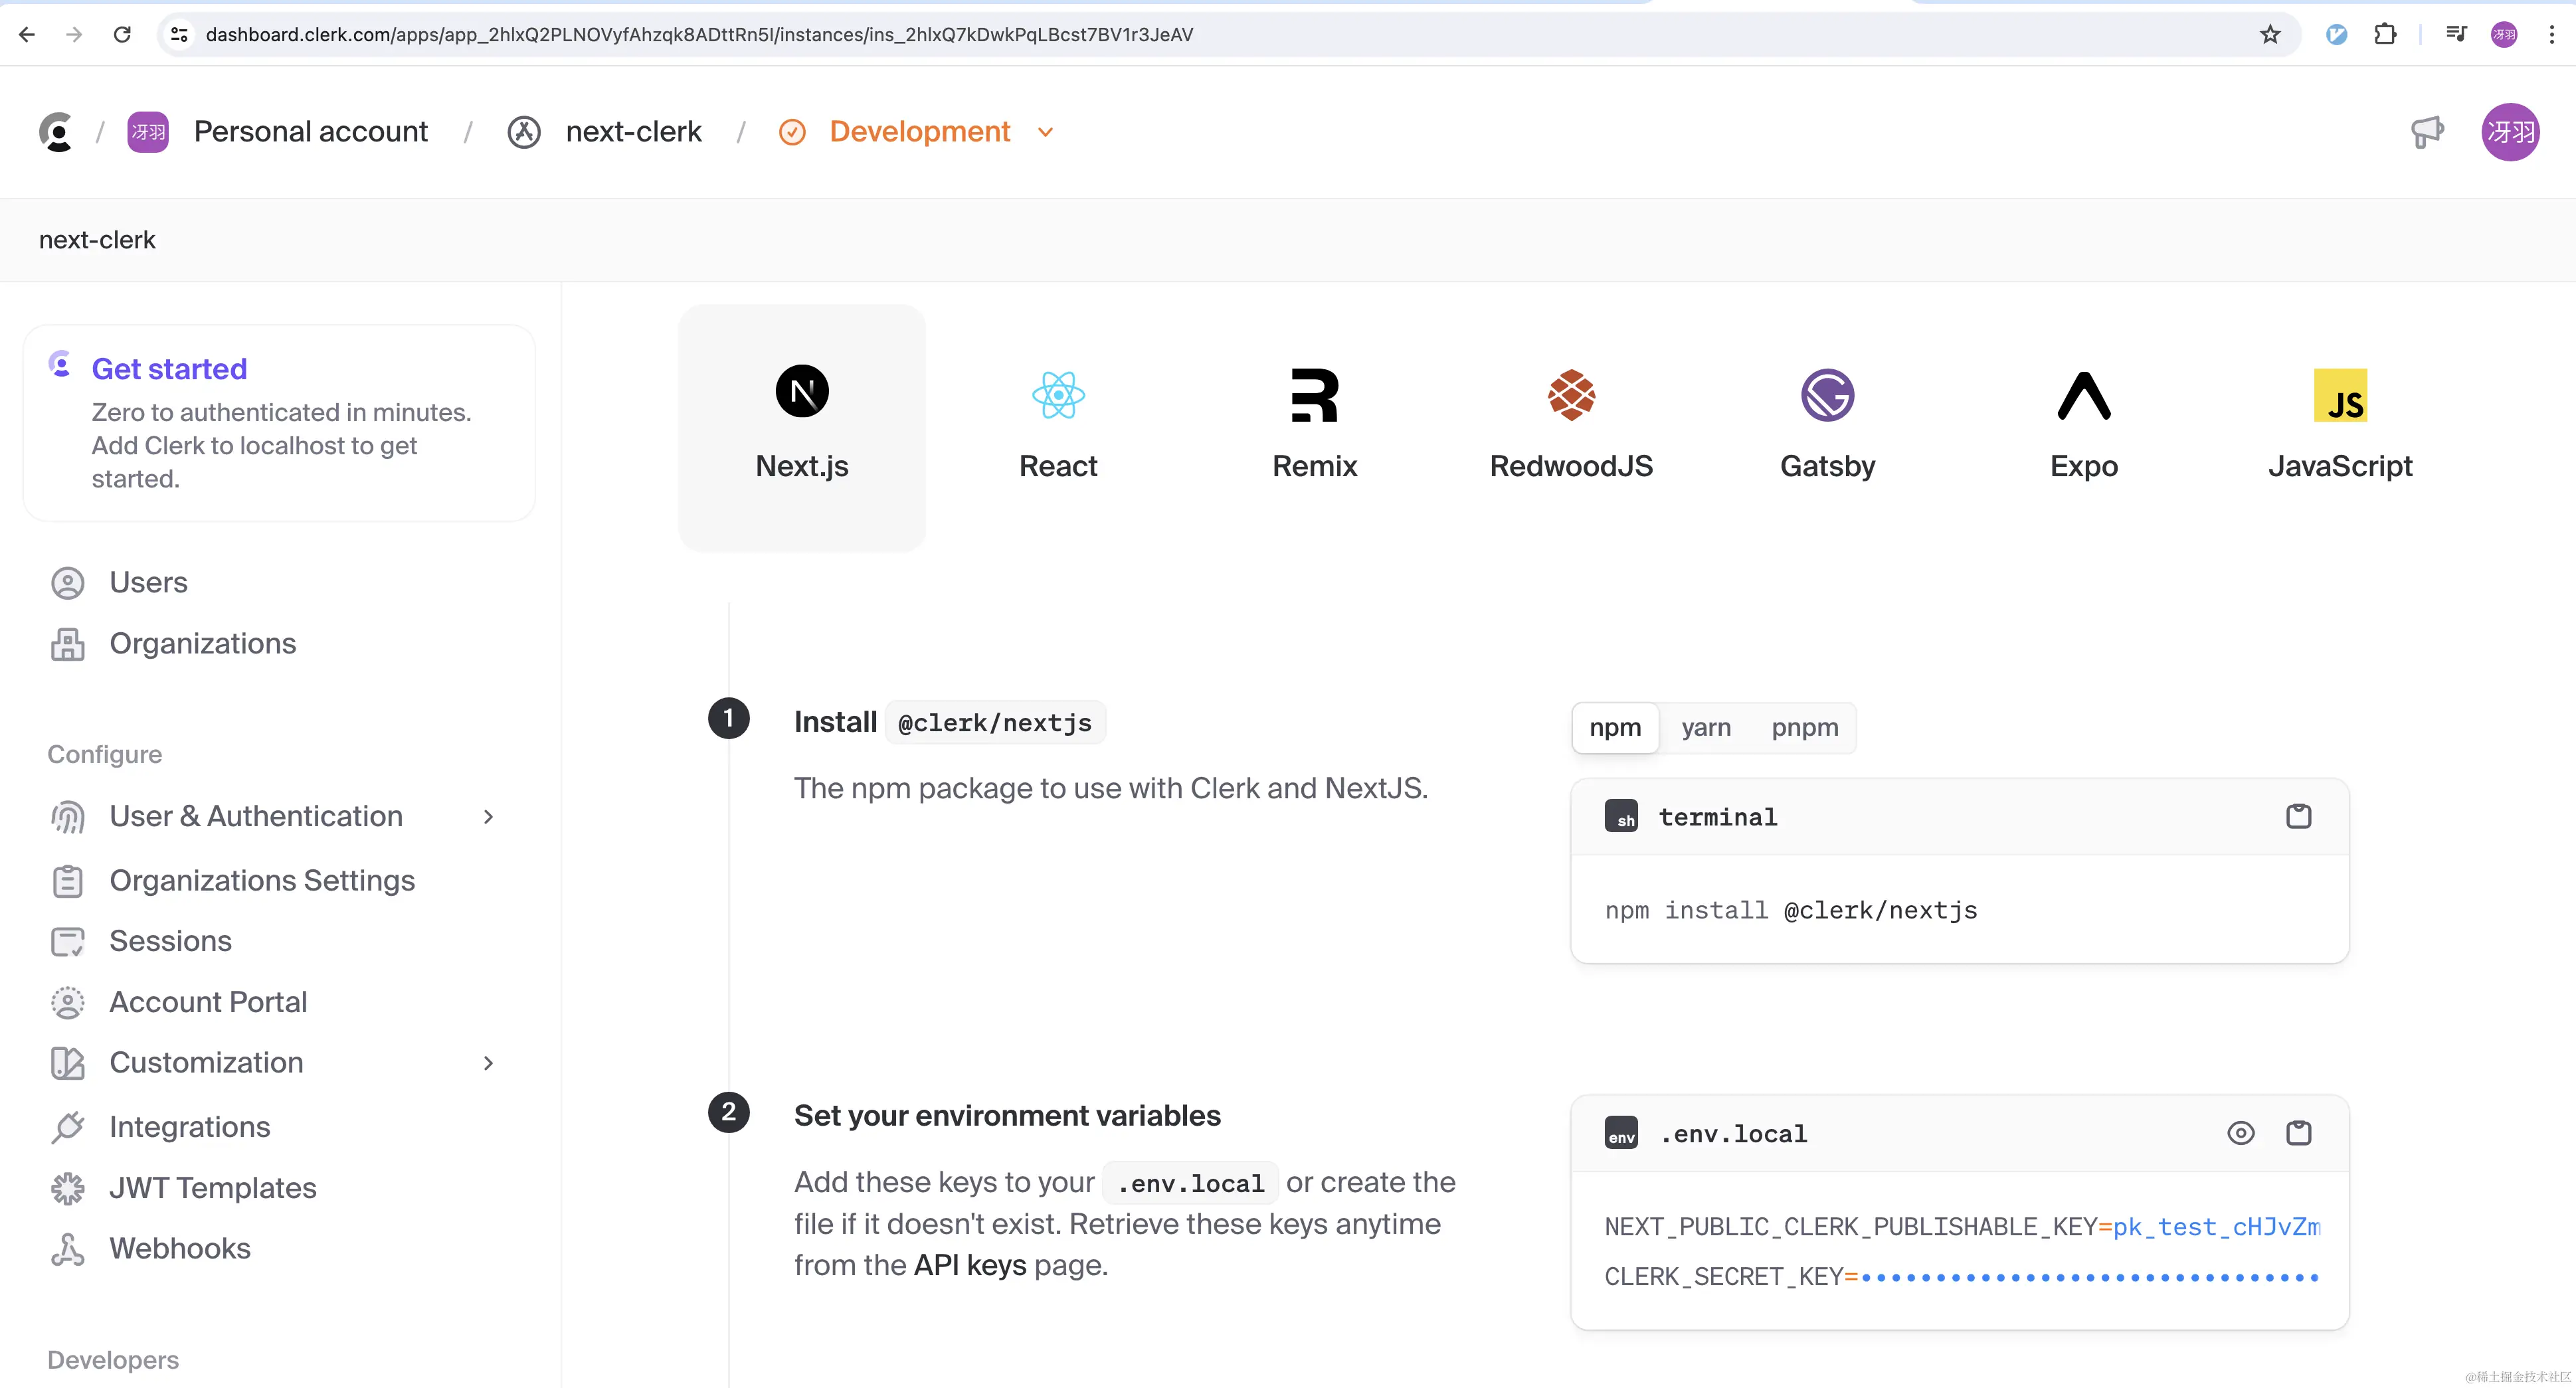 dashboard.clerk.com/apps/app_2hlxQ2PLNOVyfAhzqk8ADttRn5I/instances/ins_2hlxQ7kDwkPqLBcst7BV1r3JeAV
冴羽
/ 冴羽 Personal account / next-clerk / Development
冴羽
next-clerk
Get started
Zero to authenticated in minutes.
Add Clerk to localhost to get
started.
Users
Organizations
Configure
User & Authentication
Organizations Settings
Sessions
Account Portal
Customization
Integrations
JWT Templates
Webhooks
Developers
N
JS
Next.js
React
Remix
RedwoodJS
Gatsby
Expo
JavaScript
1
Install @clerk/nextjs
The npm package to use with Clerk and NextJS.
npm yarn pnpm
sh terminal
npm install @clerk/nextjs
2
Set your environment variables
Add these keys to your .env.local or create the
file if it doesn't exist. Retrieve these keys anytime
from the API keys page.
env .env.local
NEXT_PUBLIC_CLERK_PUBLISHABLE_KEY=pk_test_cHJvZm
CLERK_SECRET_KEY=•••••••••••••••••••••••••••••••
@稀土掘金技术社区